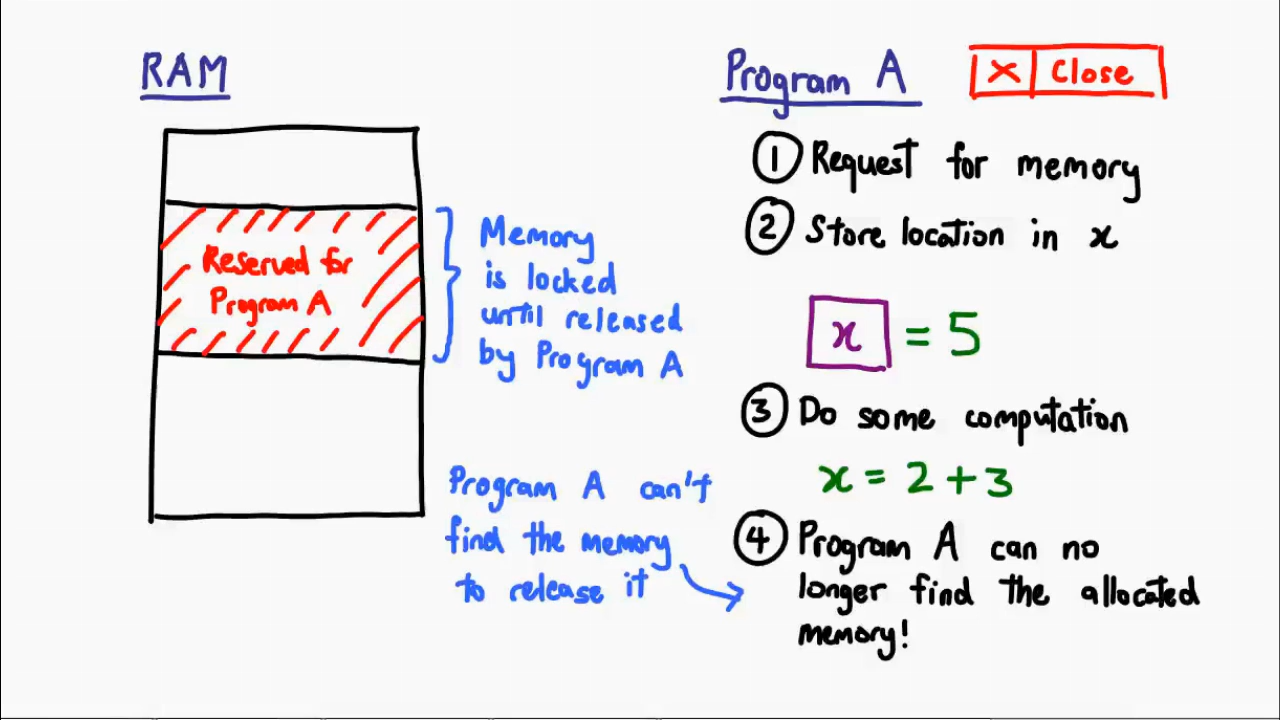 RAM
Reserved for
Program A
Memory
is locked
until released
by Program A
Program A can't
find the memory
to release it
Program A
X Close
1 Request for memory
2 Store location in x
x = 5
3 Do some computation
x = 2 + 3
4 Program A can no
longer find the allocated
memory!